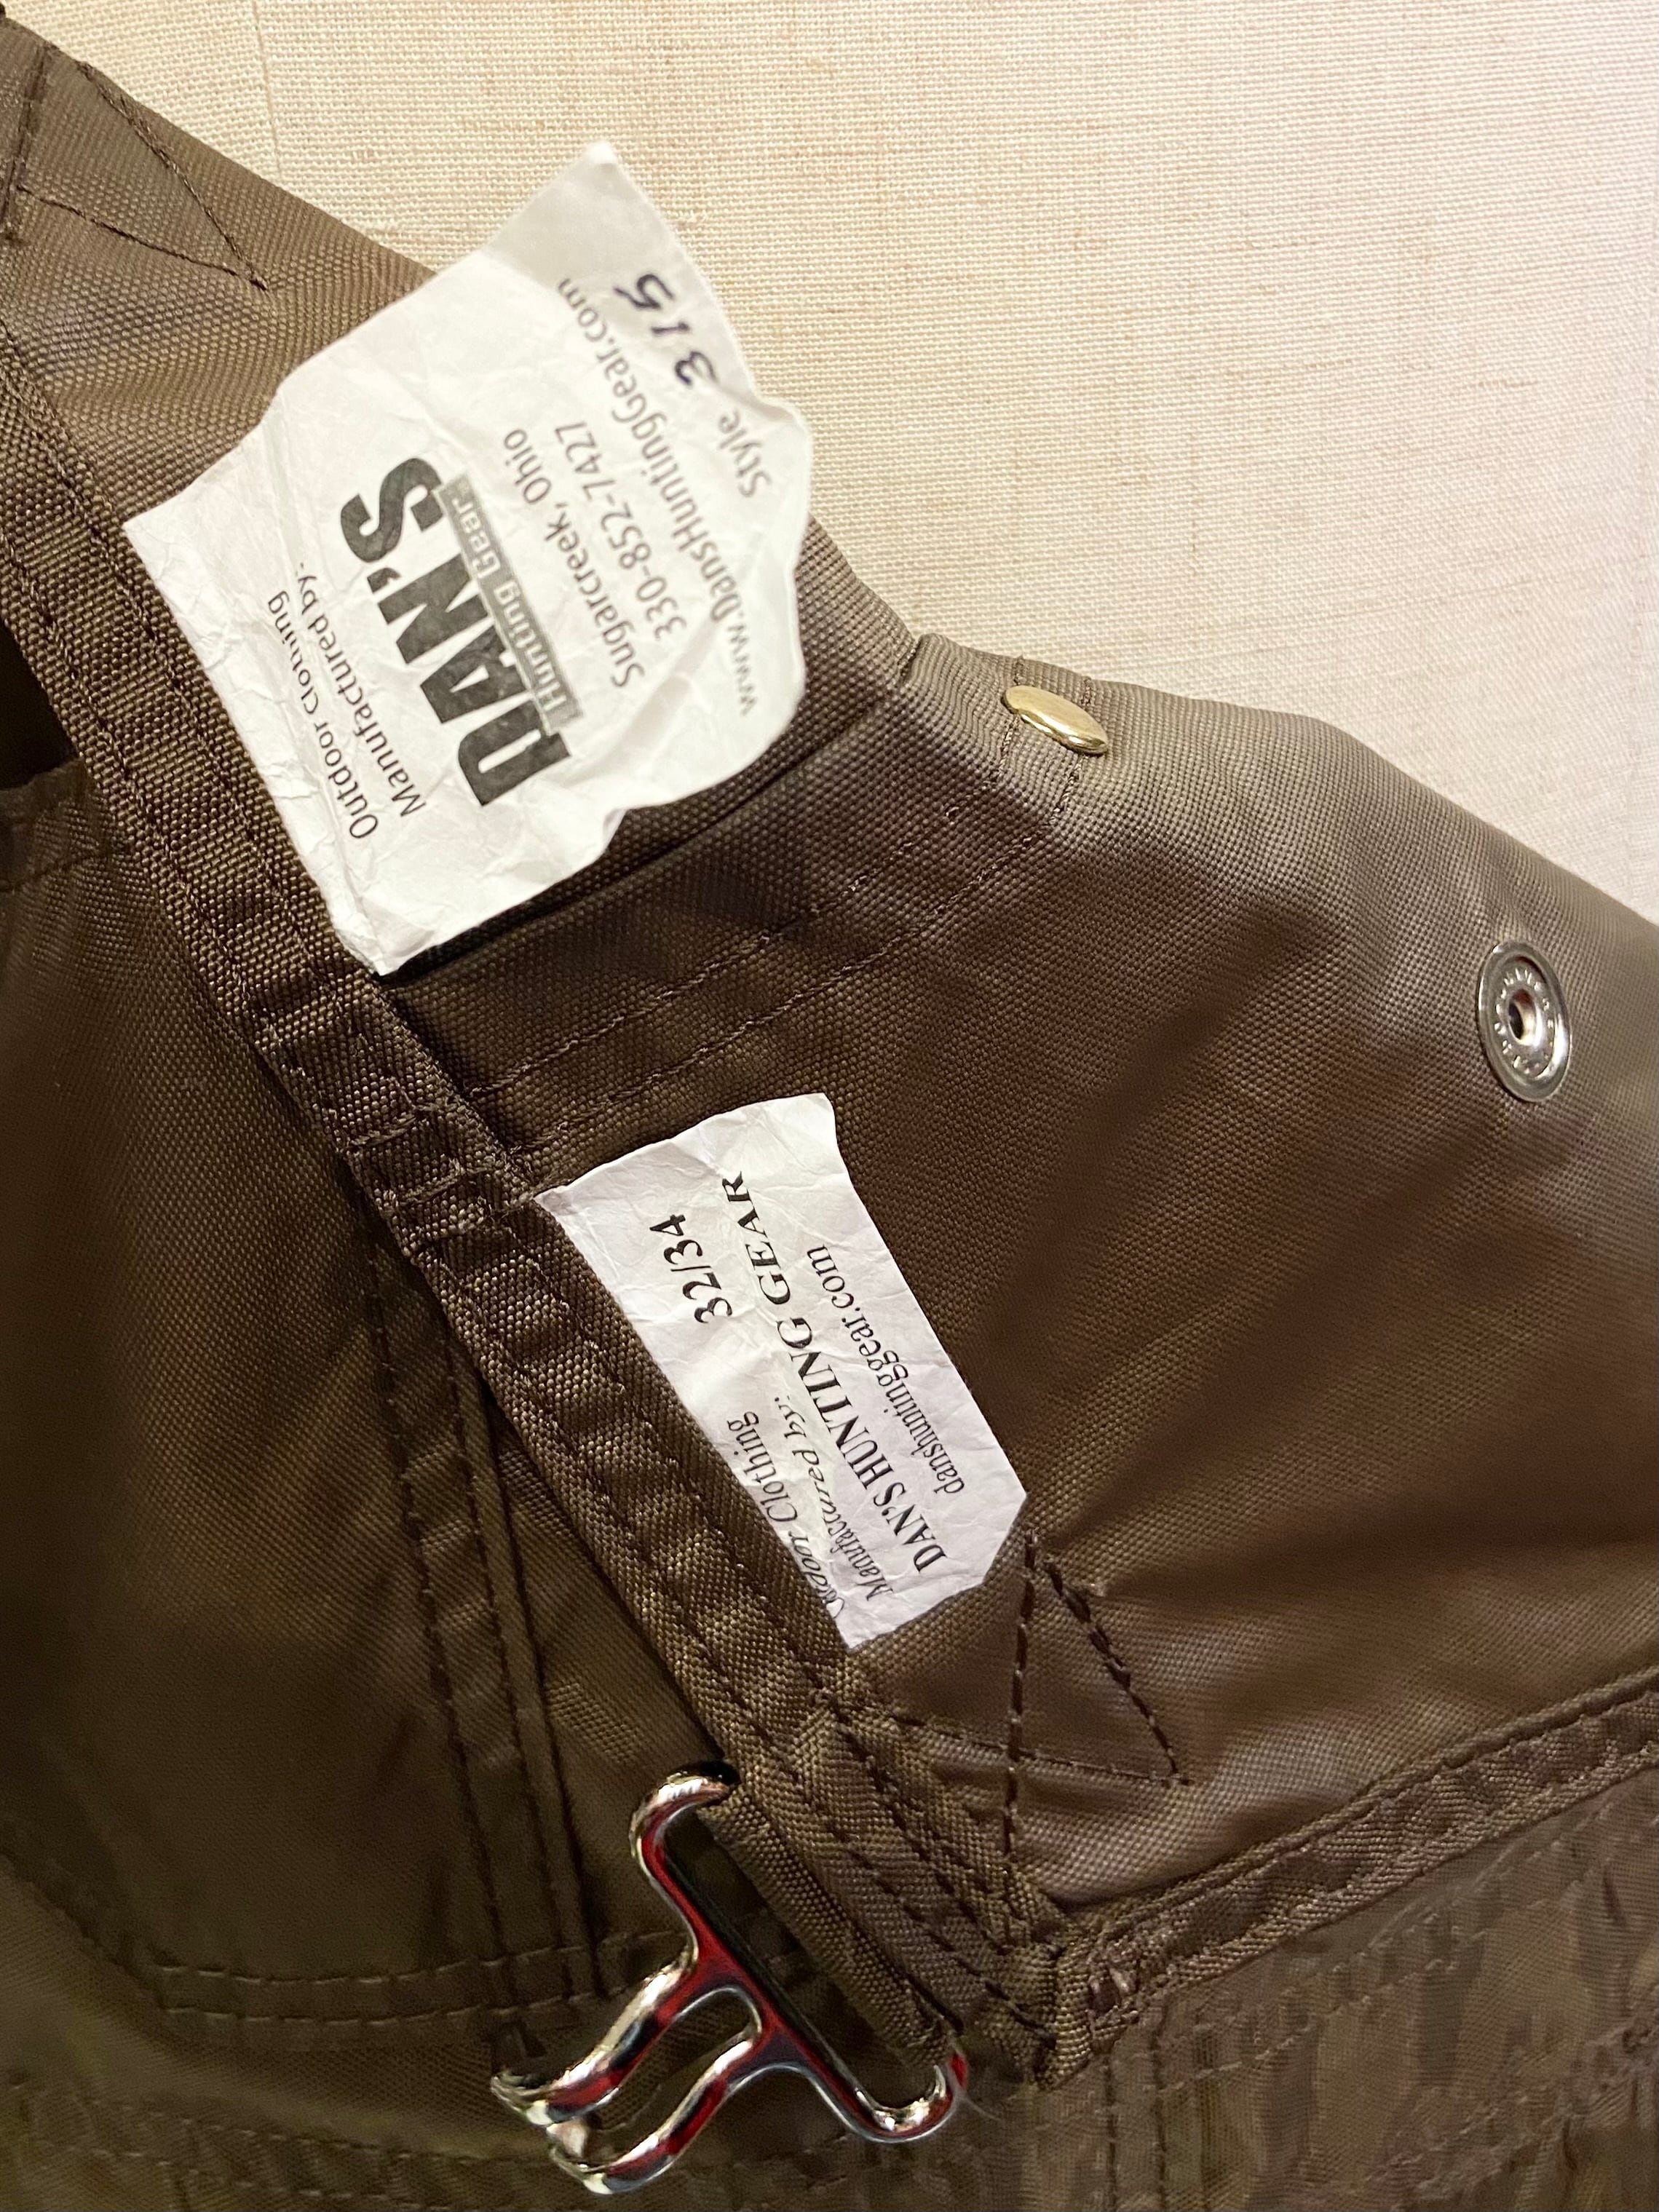 Outdoor clothing
Manufactured by:
DAN'S
Hunting Gear
Sugarcreek, Ohio
330-852-7427
www.DansHuntingGear.com
Style 315
32/34
Clothing
Manufactured by:
DAN'S HUNTING GEAR
danshuntinggear.com